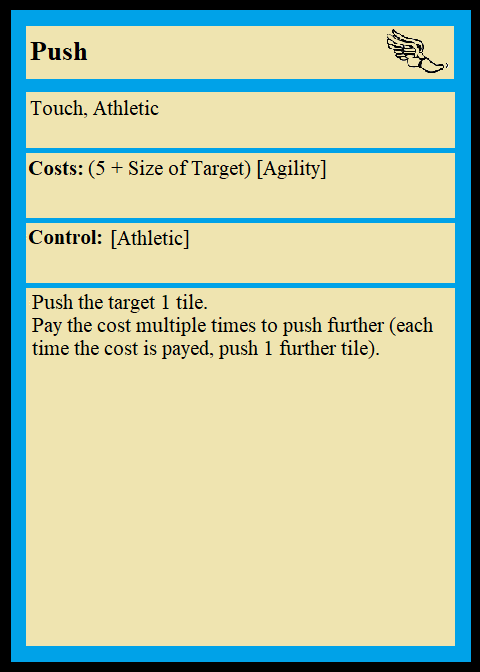 Push
Touch, Athletic
Costs: (5 + Size of Target) [Agility]
Control: [Athletic]
Push the target 1 tile.
Pay the cost multiple times to push further (each
time the cost is payed, push 1 further tile).